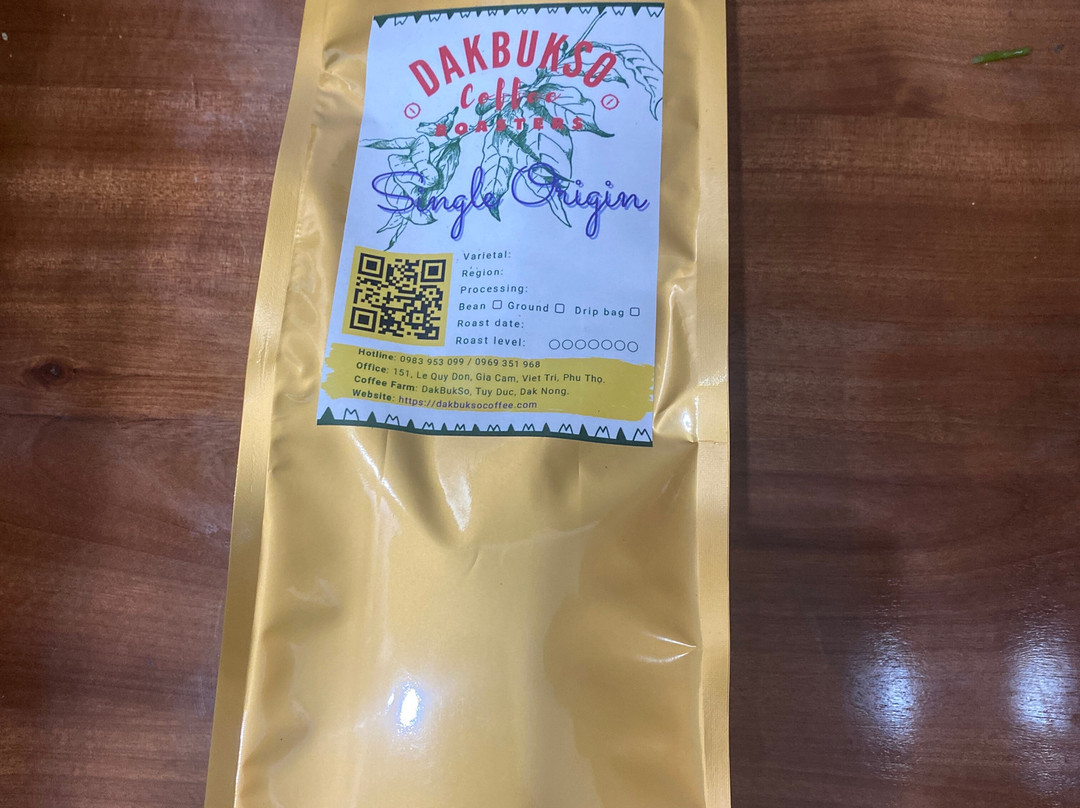 DAKBUKSO
Coffee
ROASTERS
Single Origin
Varietal:
Region:
Processing:
Bean Ground Drip bag
Roast date:
Roast level:
Hotline: 0983 953 099 / 0969 351 968
Office: 151, Le Quy Don, Gia Cam, Viet Tri, Phu Thọ.
Coffee Farm: DakBukSo, Tuy Duc, Dak Nong.
Website: https://dakbuksocoffee.com